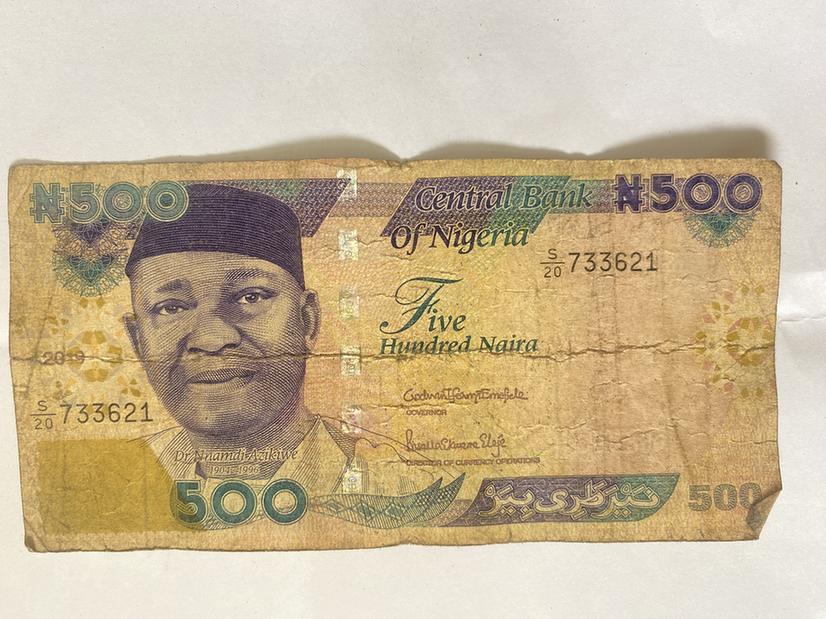 ₦500
Central Bank
Of Nigeria
₦500
S/20 733621
Five
Hundred Naira
2019
S/20 733621
GOVERNOR
DIRECTOR OF CURRENCY OPERATIONS
Dr Nnamdi Azikiwe
1904-1996
500
500